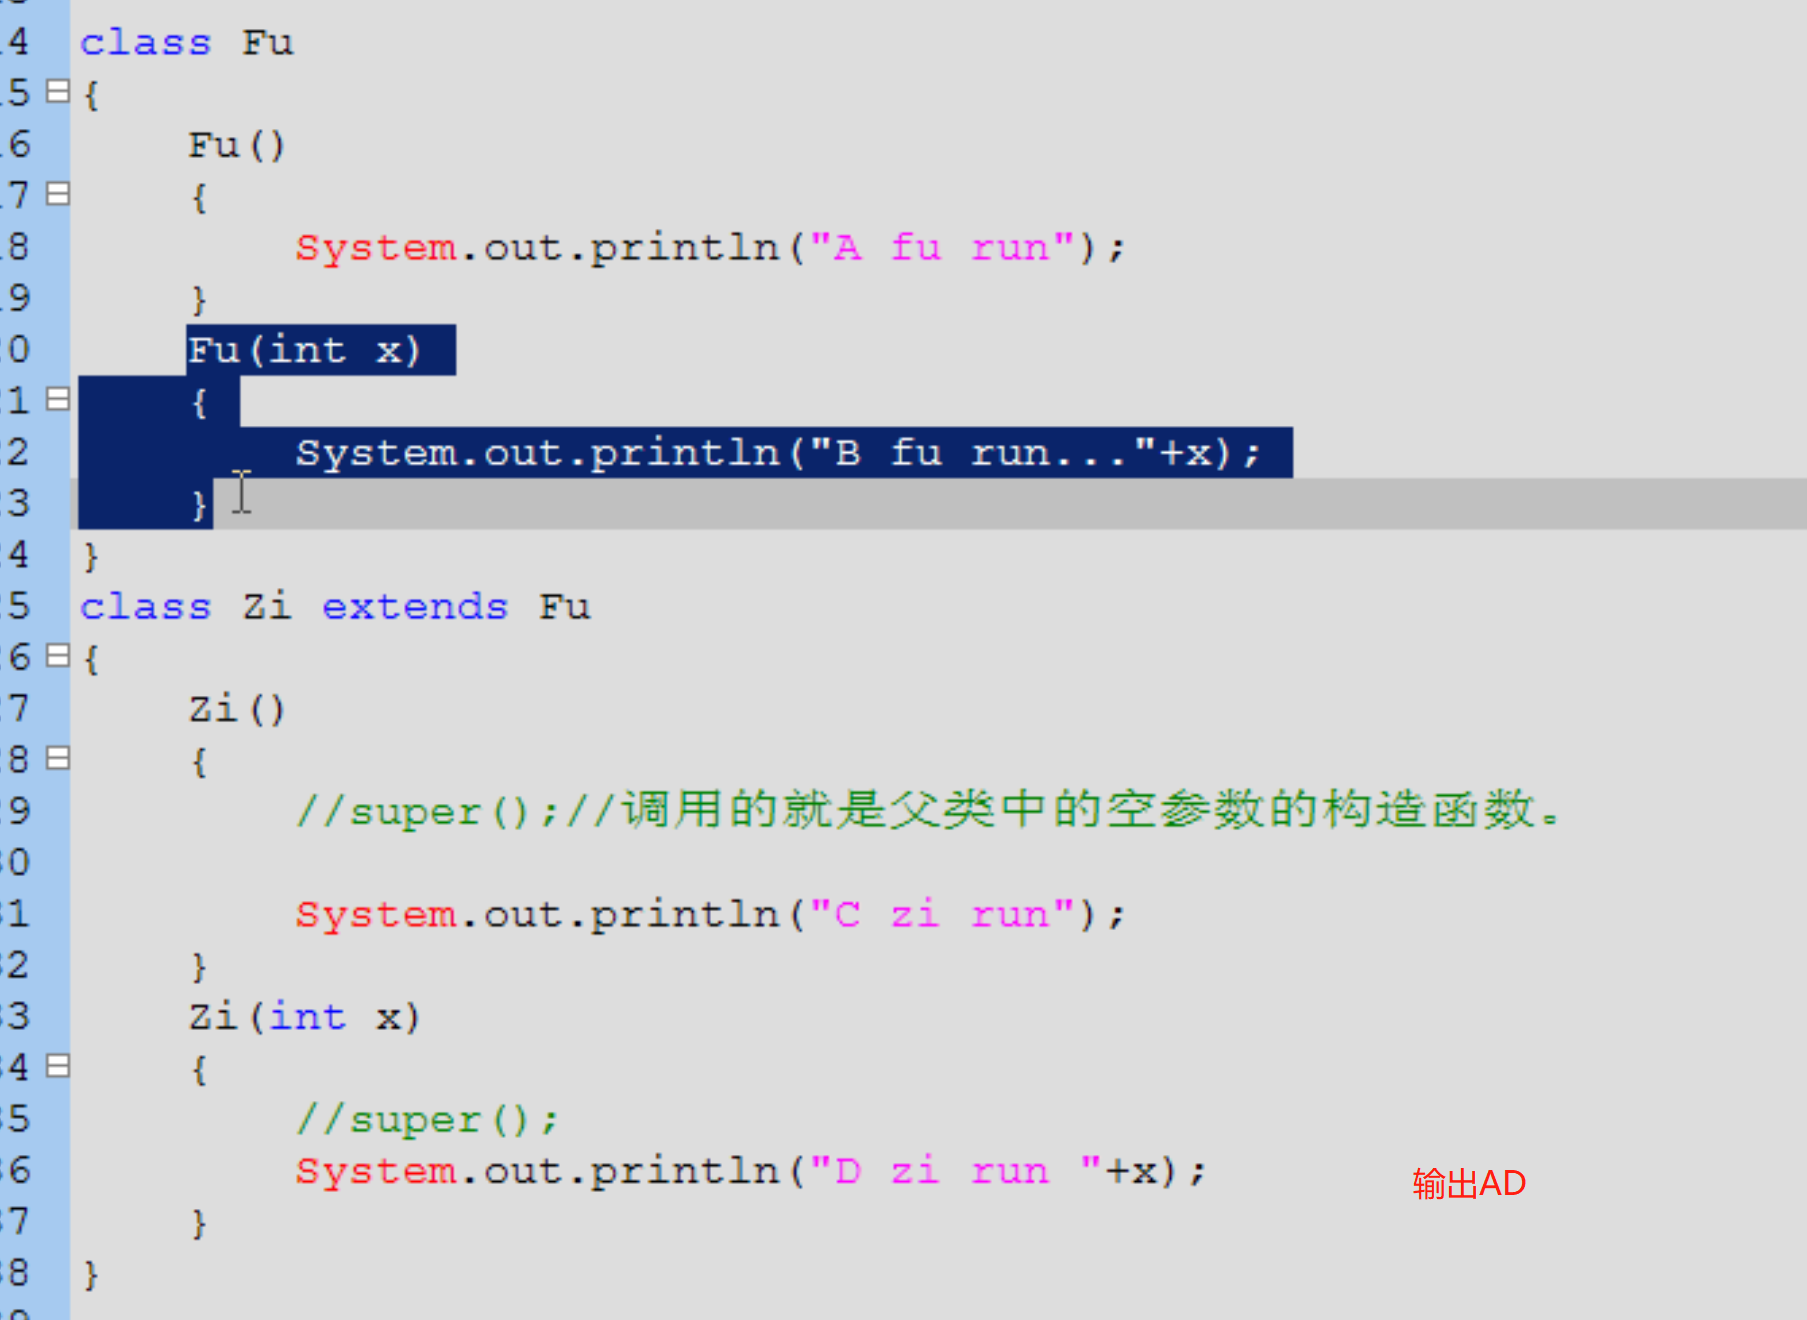 4 class Fu
5 {
6 Fu()
7 {
8 System.out.println("A fu run");
9 }
0 Fu(int x)
1 {
2 System.out.println("B fu run..."+x);
3 }
4 }
5 class Zi extends Fu
6 {
7 Zi()
8 {
9 //super();//调用的就是父类中的空参数的构造函数。
0
1 System.out.println("C zi run");
2 }
3 Zi(int x)
4 {
5 //super();
6 System.out.println("D zi run "+x);
输出AD
7 }
8 }